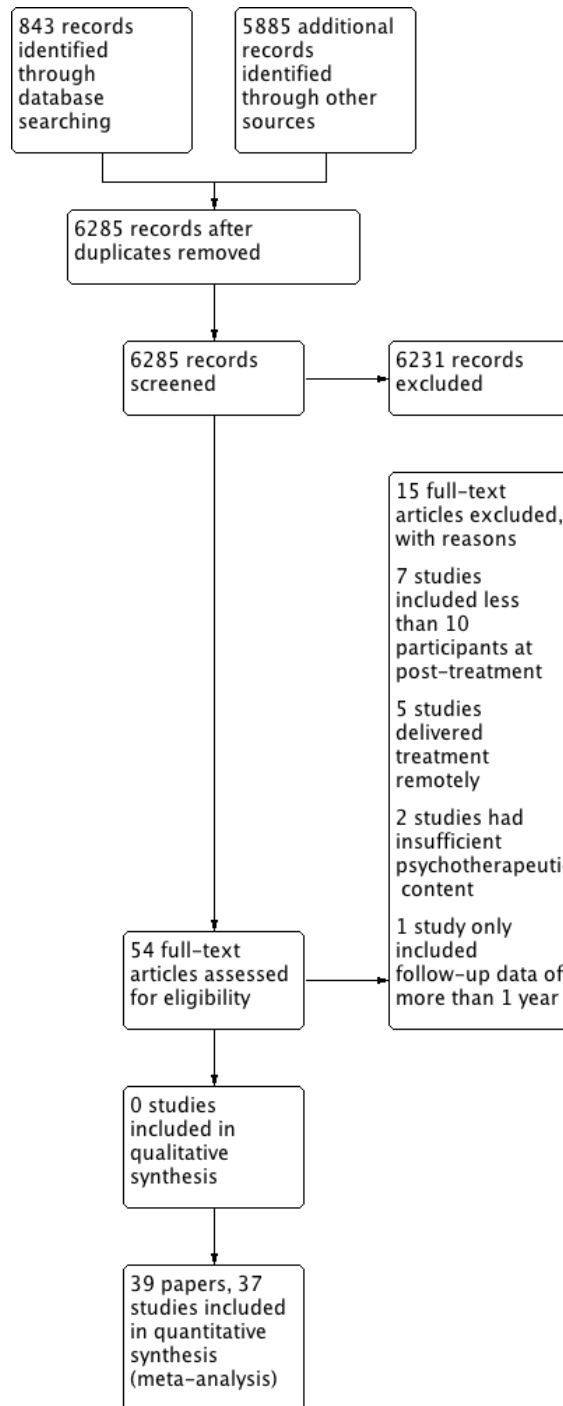 843 records
identified
through
database
searching
5885 additional
records
identified
through other
sources
6285 records after
duplicates removed
6285 records
screened
6231 records
excluded
15 full-text
articles excluded,
with reasons
7 studies
included less
than 10
participants at
post-treatment
5 studies
delivered
treatment
remotely
2 studies had
insufficient
psychotherapeutic
content
1 study only
included
follow-up data of
more than 1 year
54 full-text
articles assessed
for eligibility
0 studies
included in
qualitative
synthesis
39 papers, 37
studies included
in quantitative
synthesis
(meta-analysis)